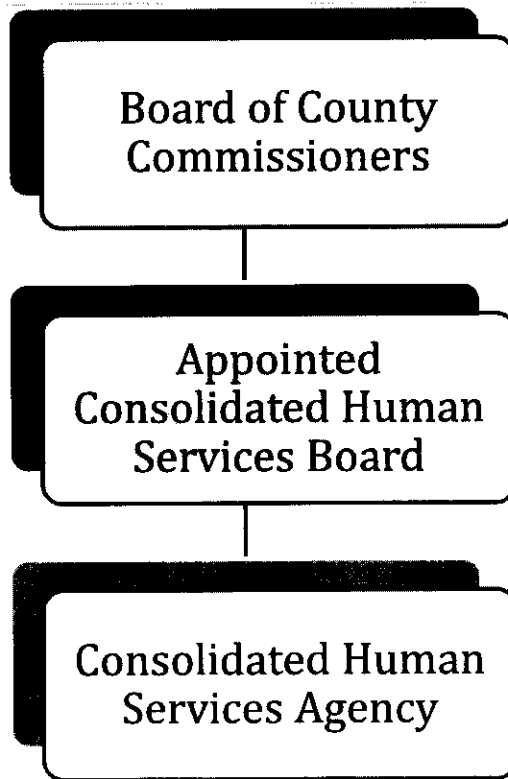 Board of County
Commissioners
Appointed
Consolidated Human
Services Board
Consolidated Human
Services Agency